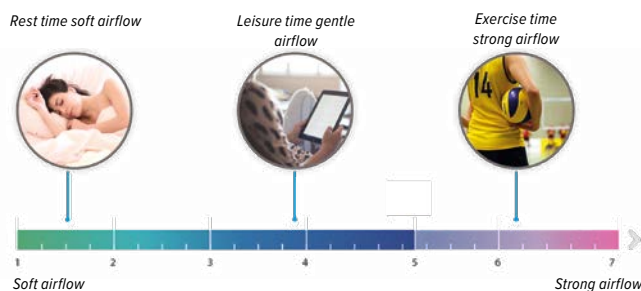 Rest time soft airflow
Leisure time gentle
airflow
Exercise time
strong airflow
14
1 2 3 4 5 6 7
Soft airflow
Strong airflow